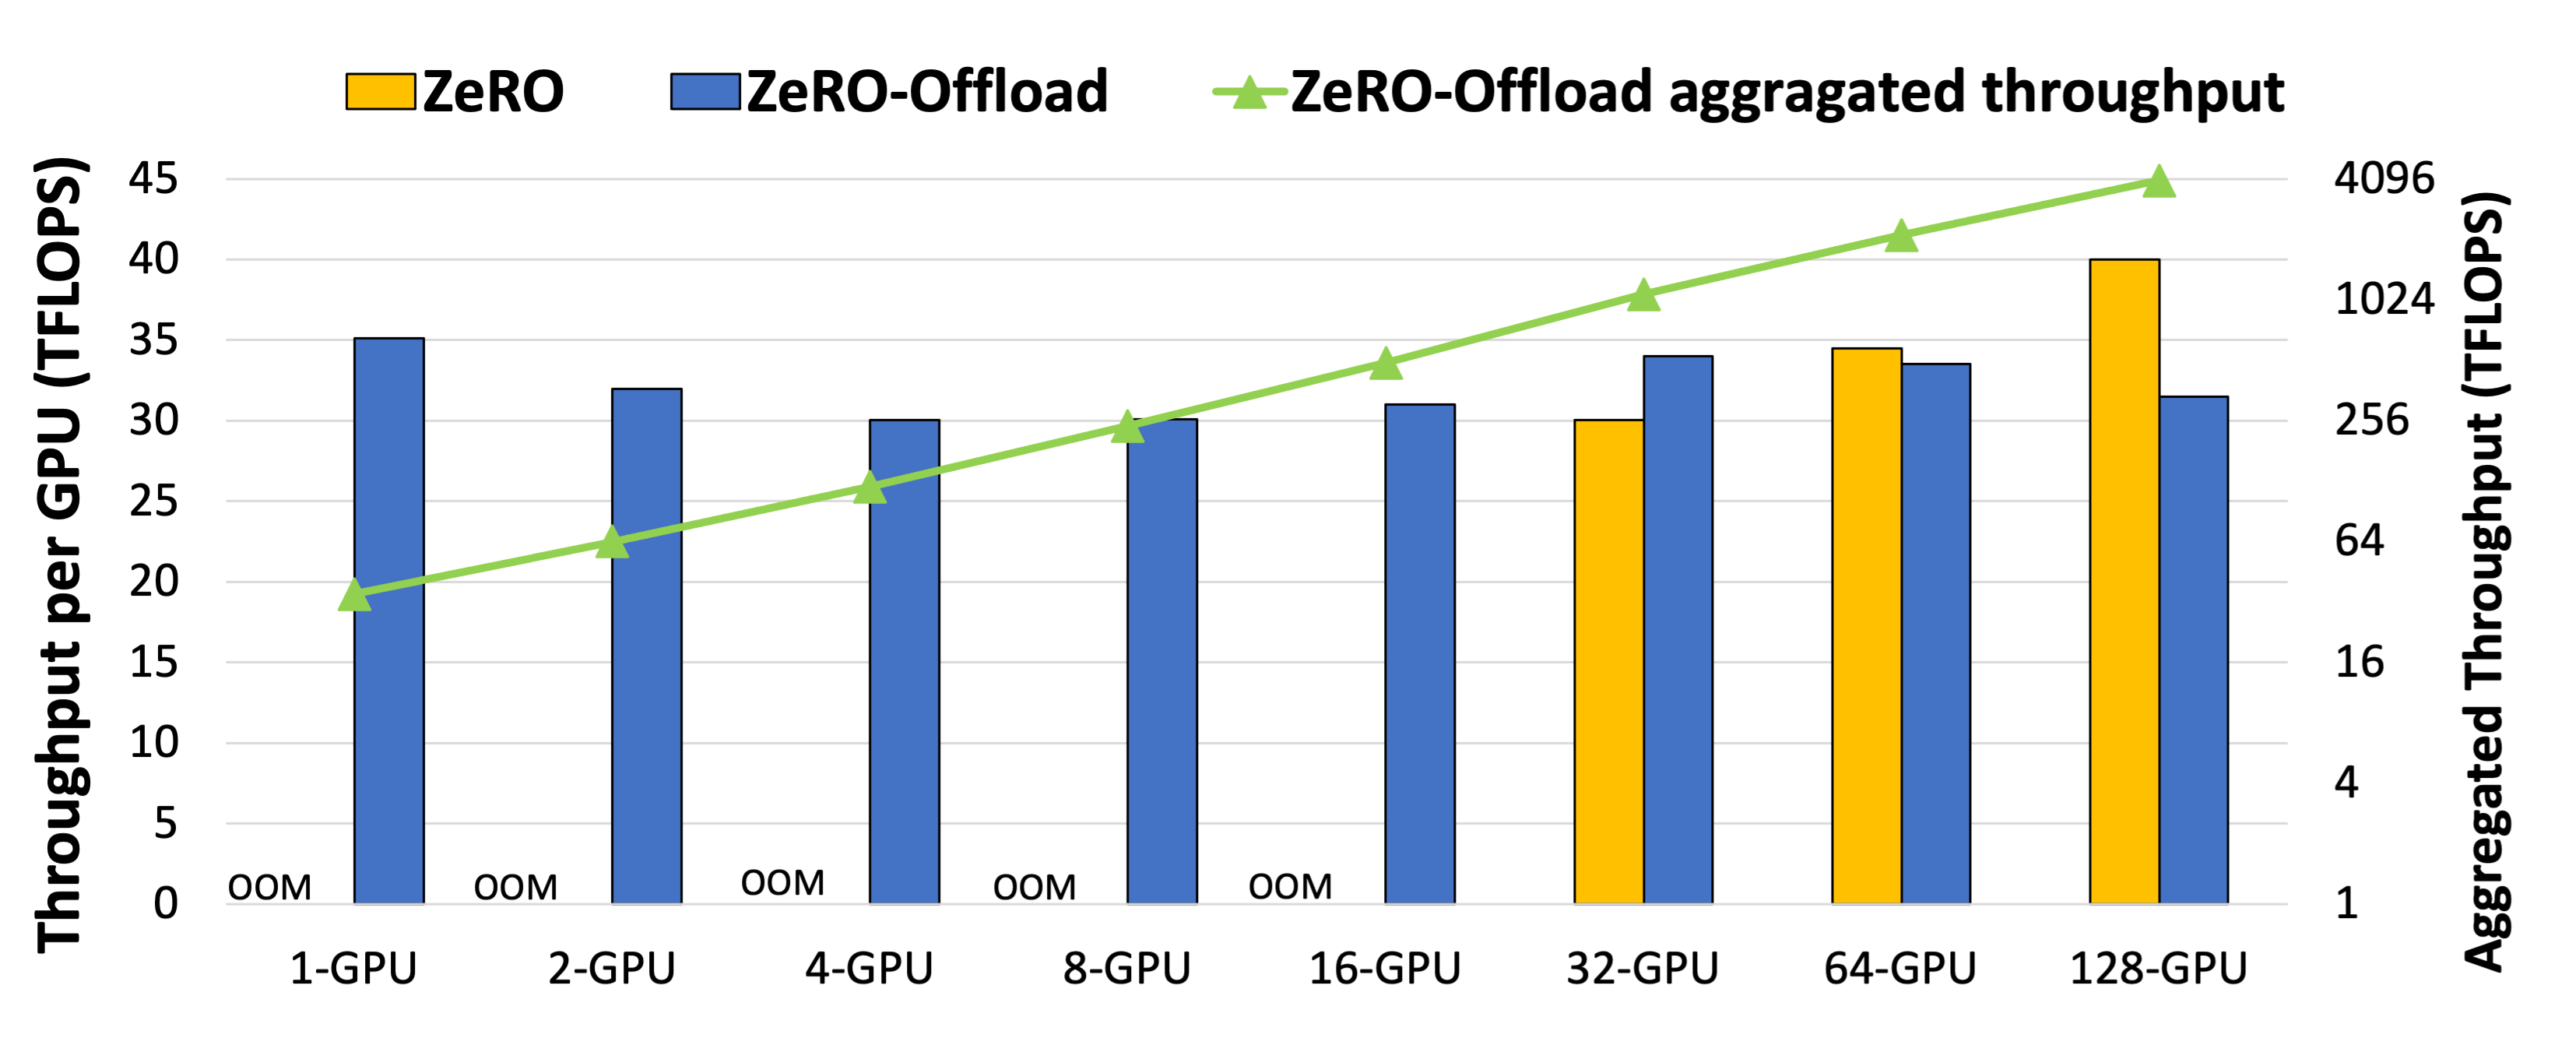 ZeRO
ZeRO-Offload
ZeRO-Offload aggragated throughput
Throughput per GPU (TFLOPS)
45
40
35
30
25
20
15
10
5
0
4096
1024
256
64
16
4
1
Aggregated Throughput (TFLOPS)
OOM
OOM
OOM
OOM
OOM
1-GPU
2-GPU
4-GPU
8-GPU
16-GPU
32-GPU
64-GPU
128-GPU